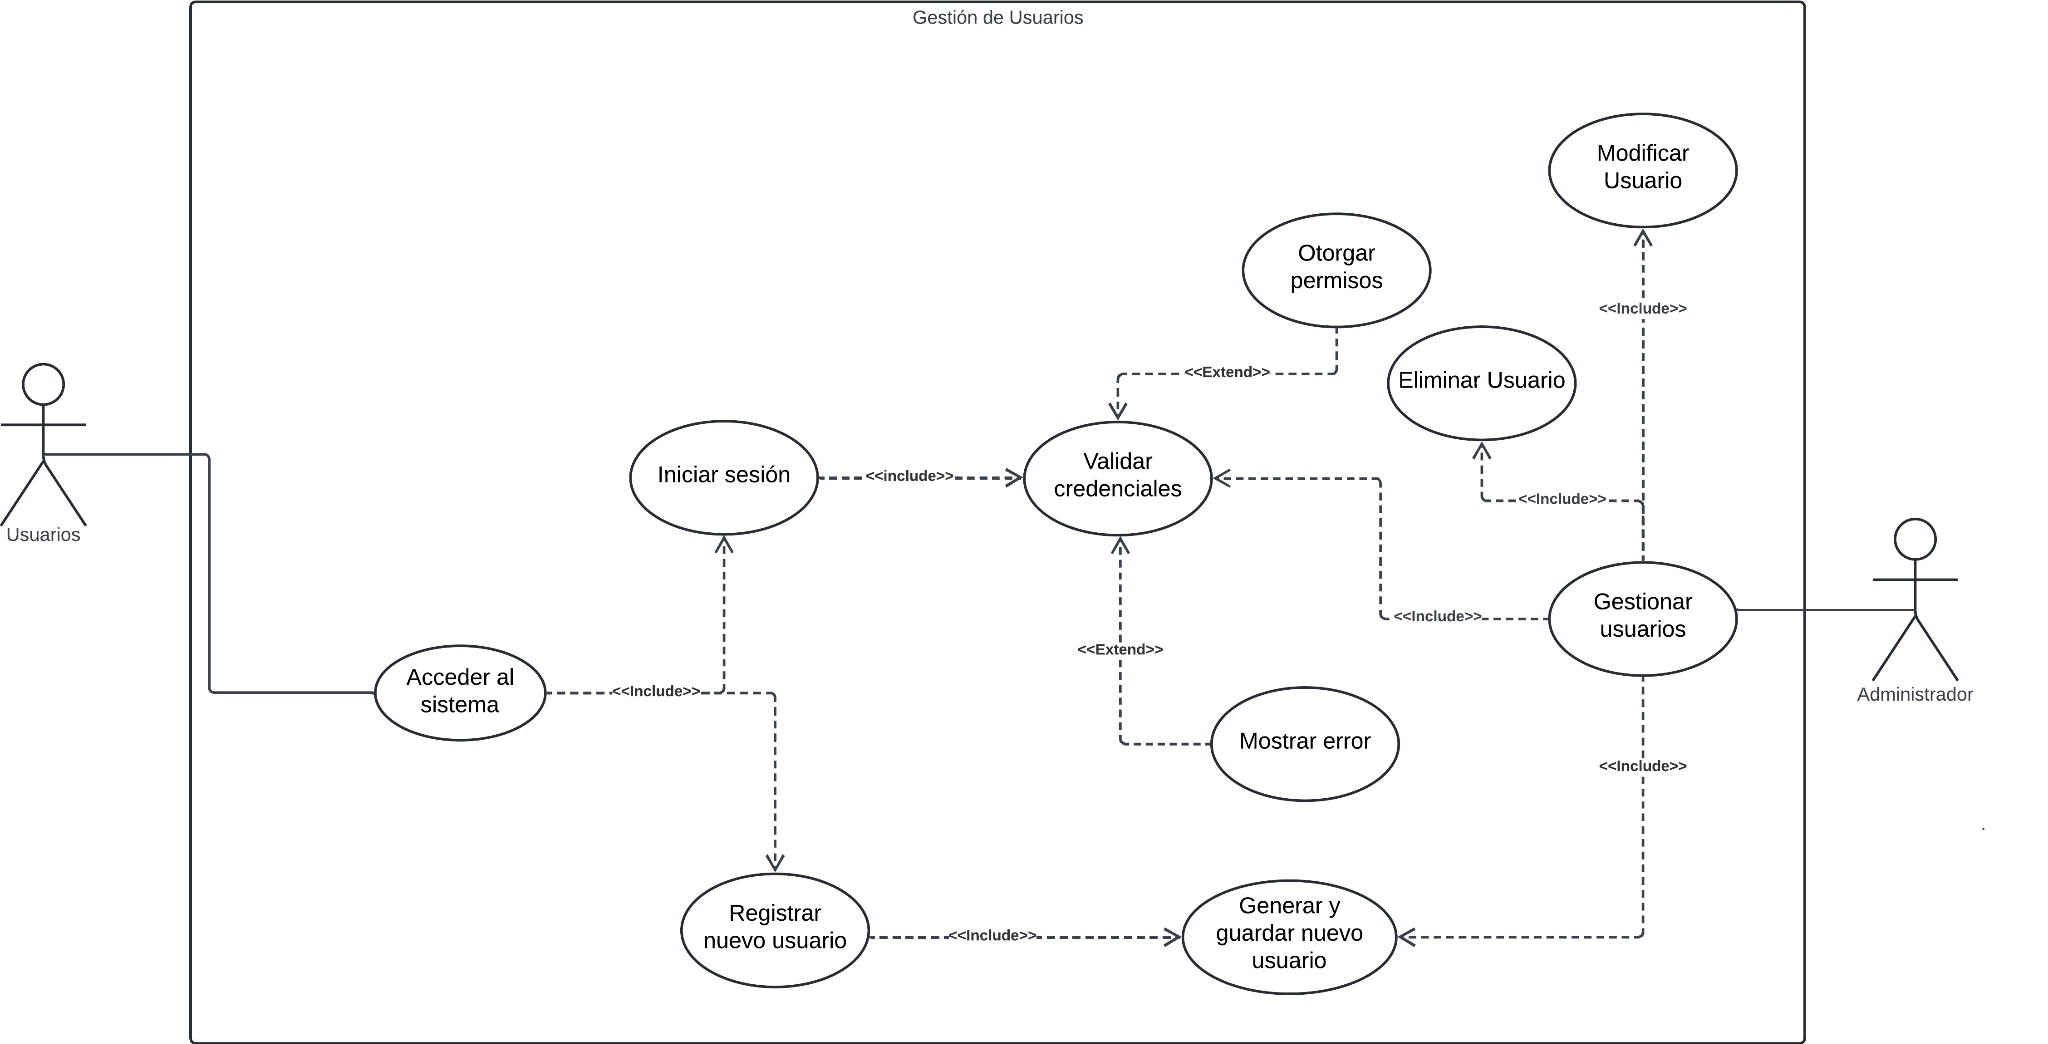 Gestión de Usuarios
Modificar
Usuario
Otorgar
permisos
<<Include>>
<<Extend>>
Eliminar Usuario
Iniciar sesión
<<include>>
Validar
credenciales
<<Include>>
Usuarios
Gestionar
usuarios
<<Include>>
<<Extend>>
Acceder al
sistema
<<Include>>
Administrador
Mostrar error
<<Include>>
Registrar
nuevo usuario
<<Include>>
Generar y
guardar nuevo
usuario
.